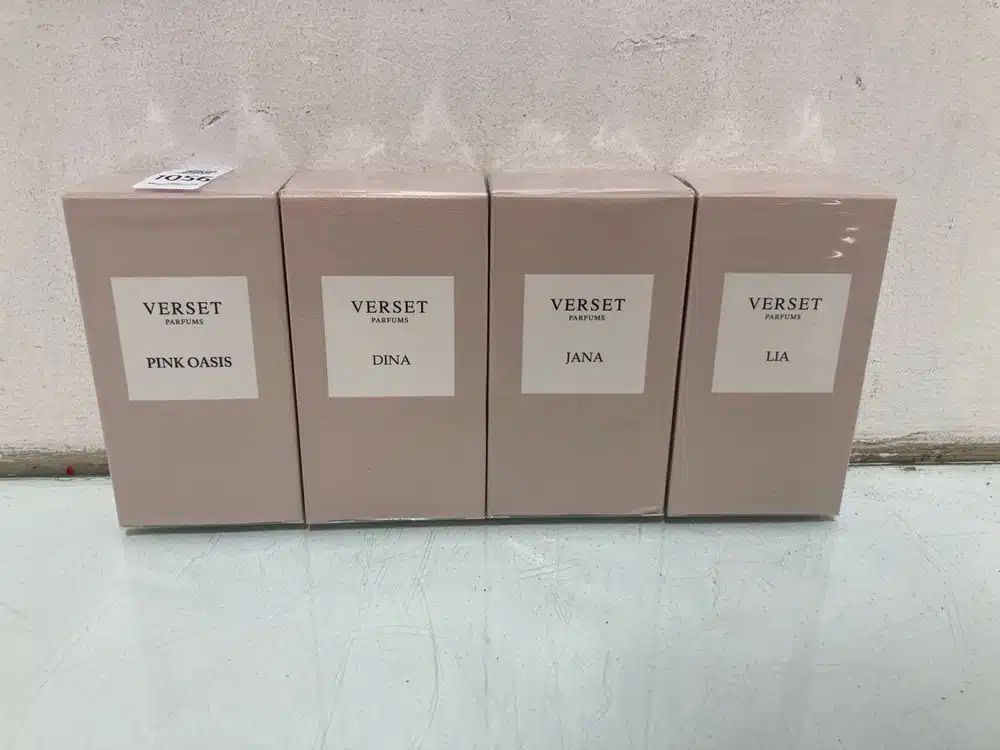 1056
VERSET
PARFUMS
PINK OASIS
VERSET
PARFUMS
DINA
VERSET
PARFUMS
JANA
VERSET
PARFUMS
LIA